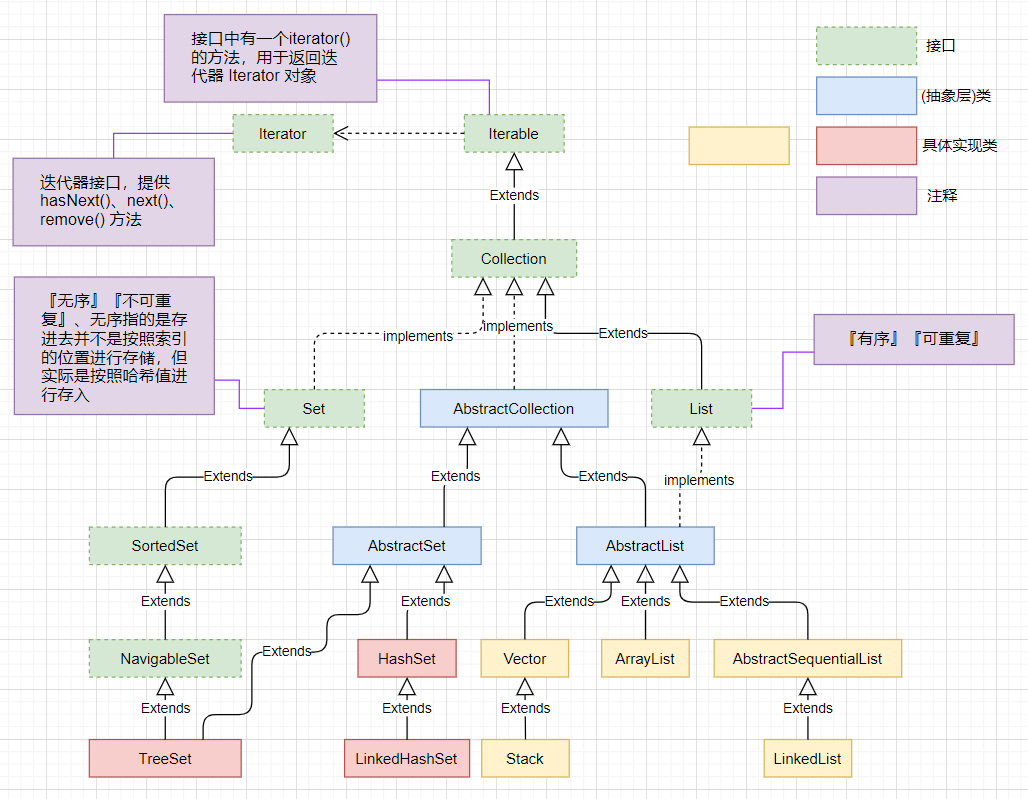 接口中有一个iterator()
的方法，用于返回迭
代器 Iterator 对象
接口
(抽象层)类
Iterator
Iterable
具体实现类
迭代器接口，提供
hasNext()、next()、
remove() 方法
Extends
注释
Collection
『无序』『不可重
复』、无序指的是存
进去并不是按照索引
的位置进行存储，但
实际是按照哈希值进
行存入
implements
implements
Extends
『有序』『可重复』
Set
AbstractCollection
List
Extends
Extends
Extends
implements
SortedSet
AbstractSet
AbstractList
Extends
Extends
Extends
Extends
Extends
Extends
NavigableSet
HashSet
Vector
ArrayList
AbstractSequentialList
Extends
Extends
Extends
Extends
TreeSet
LinkedHashSet
Stack
LinkedList